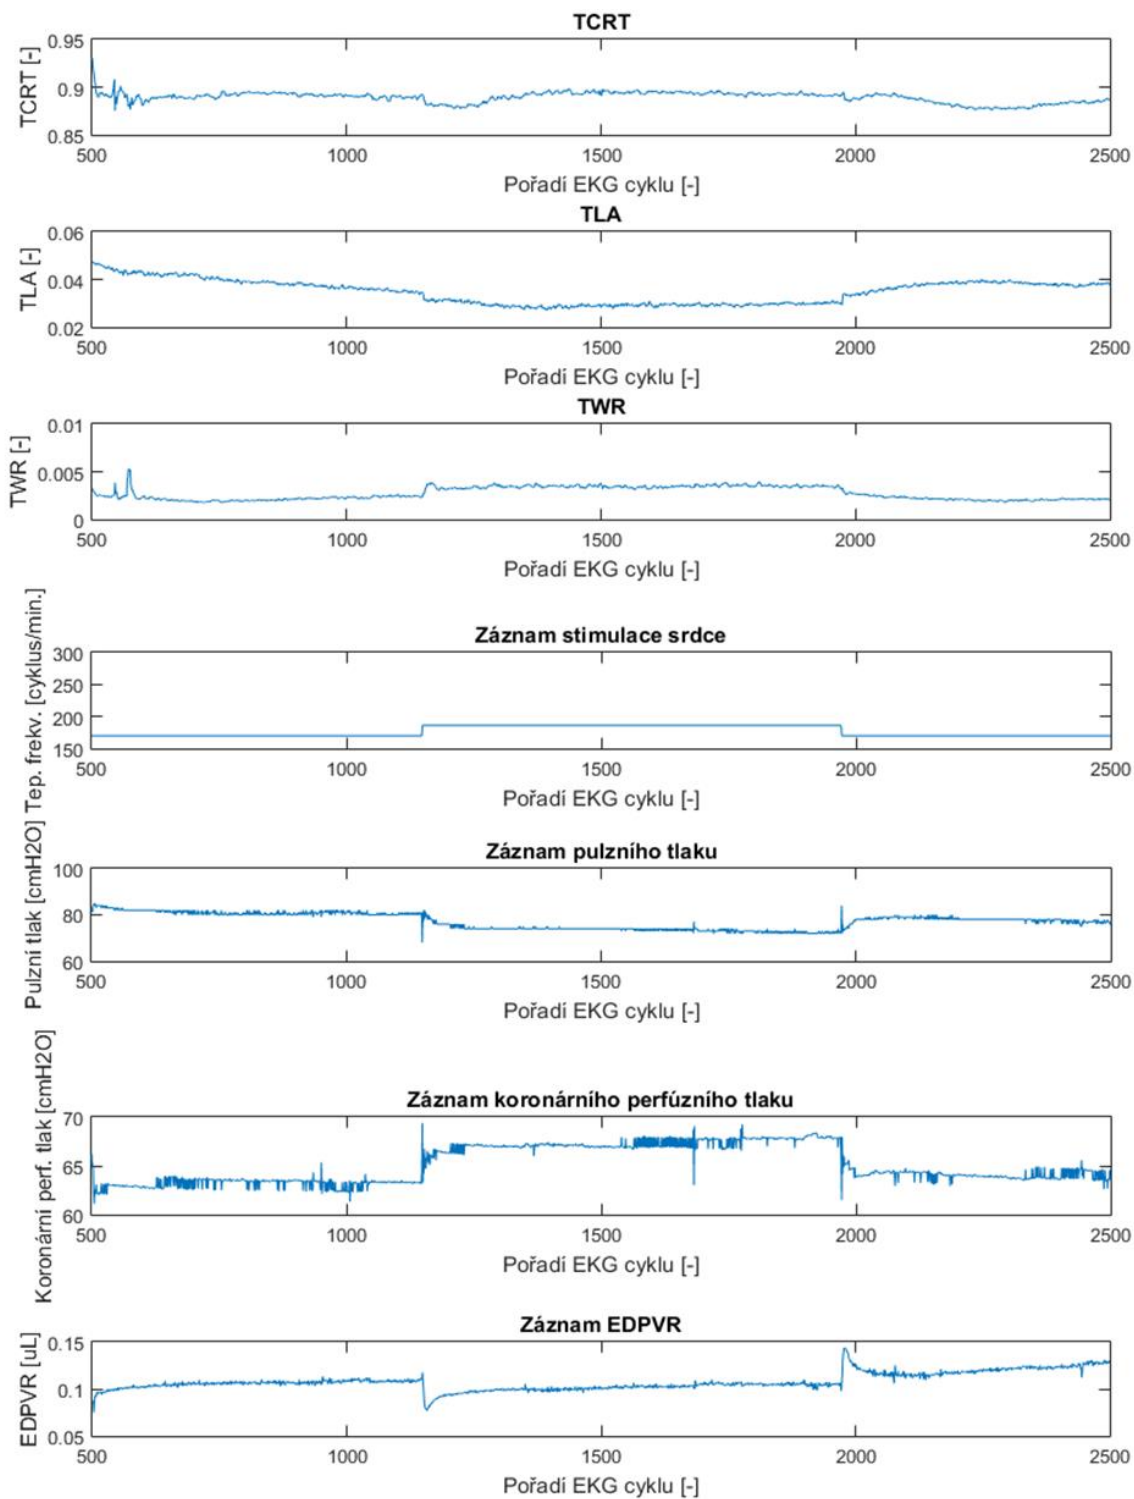 TCRT
TCRT [-]
0.95
0.9
0.85
500 1000 1500 2000 2500
Pořadí EKG cyklu [-]
TLA
TLA [-]
0.06
0.04
0.02
500 1000 1500 2000 2500
Pořadí EKG cyklu [-]
TWR
TWR [-]
0.01
0.005
0
500 1000 1500 2000 2500
Pořadí EKG cyklu [-]
Záznam stimulace srdce
Tep. frekv. [cyklus/min.]
300
250
200
150
500 1000 1500 2000 2500
Pořadí EKG cyklu [-]
Záznam pulzního tlaku
Pulzní tlak [cmH2O]
100
80
60
500 1000 1500 2000 2500
Pořadí EKG cyklu [-]
Záznam koronárního perfúzního tlaku
Koronární perf. tlak [cmH2O]
70
65
60
500 1000 1500 2000 2500
Pořadí EKG cyklu [-]
Záznam EDPVR
EDPVR [uL]
0.15
0.1
0.05
500 1000 1500 2000 2500
Pořadí EKG cyklu [-]